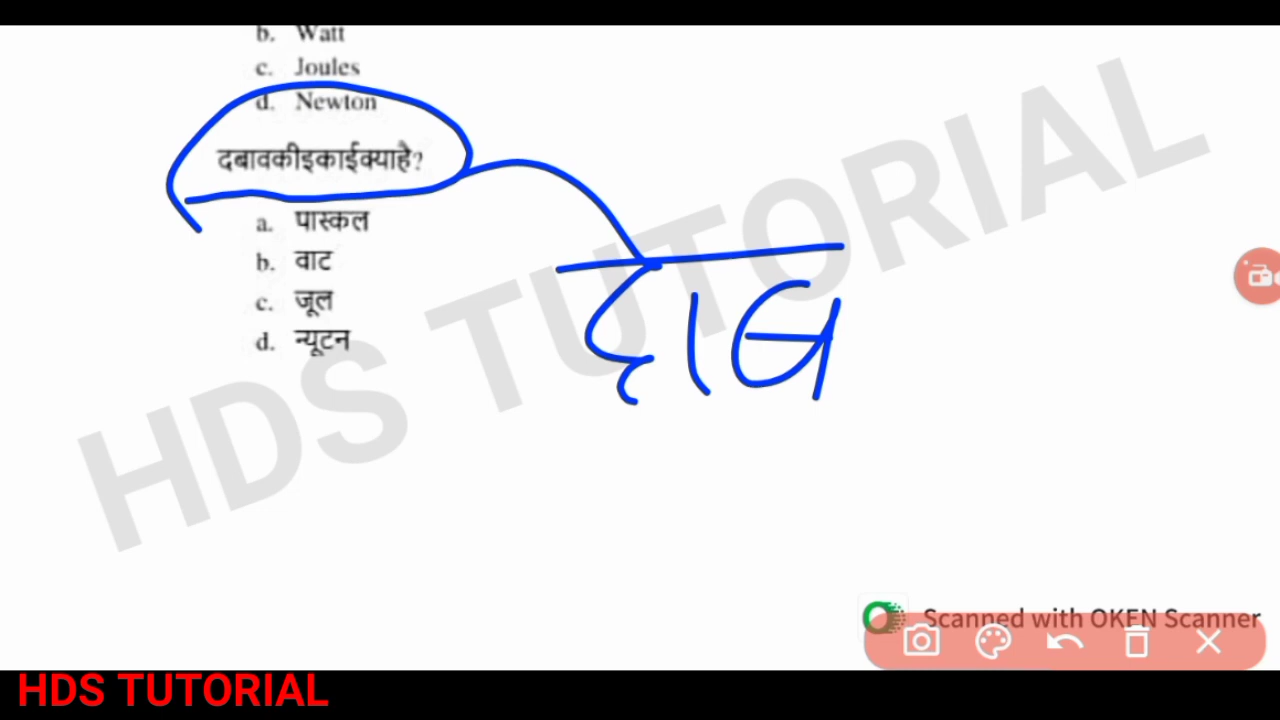 b. Watt
c. Joules
d. Newton
दबावकीइकाईक्याहै?
a. पास्कल
b. वाट
c. जूल
d. न्यूटन
दाब
HDS TUTORIAL
Scanned with OKEN Scanner
HDS TUTORIAL